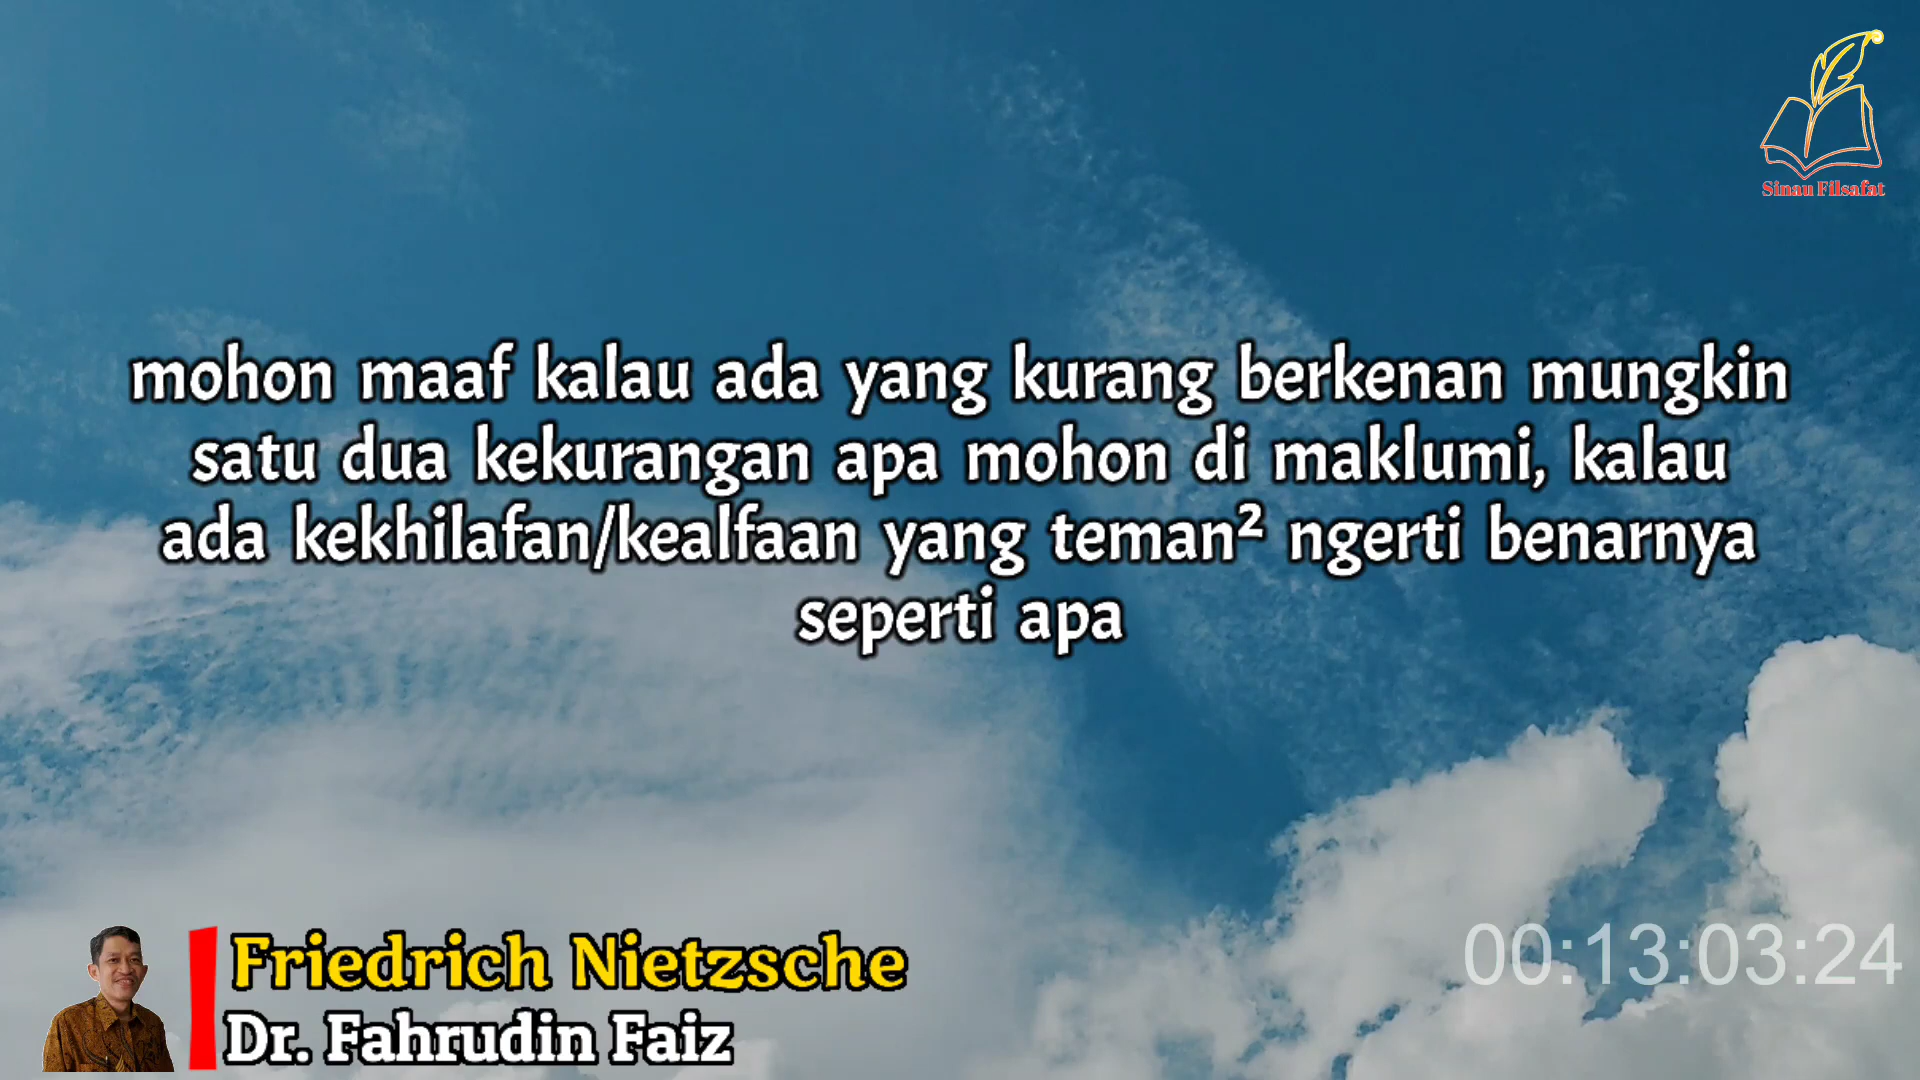 Sinau Filsafat
mohon maaf kalau ada yang kurang berkenan mungkin
satu dua kekurangan apa mohon di maklumi, kalau
ada kekhilafan/kealfaan yang teman² ngerti benarnya
seperti apa
Friedrich Nietzsche
Dr. Fahrudin Faiz
00:13:03:24